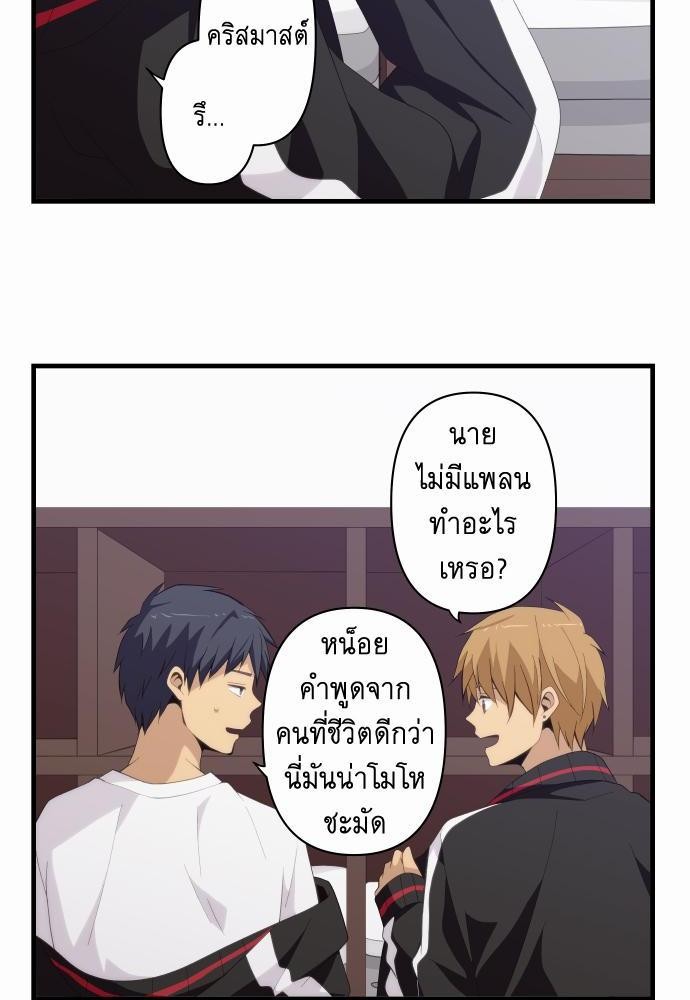 คริสมาสต์
รึ...
นาย
ไม่มีแพลน
ทำอะไร
เหรอ?
หน็อย
คำพูดจาก
คนที่ชีวิตดีกว่า
นี่มันน่าโมโห
ชะมัด